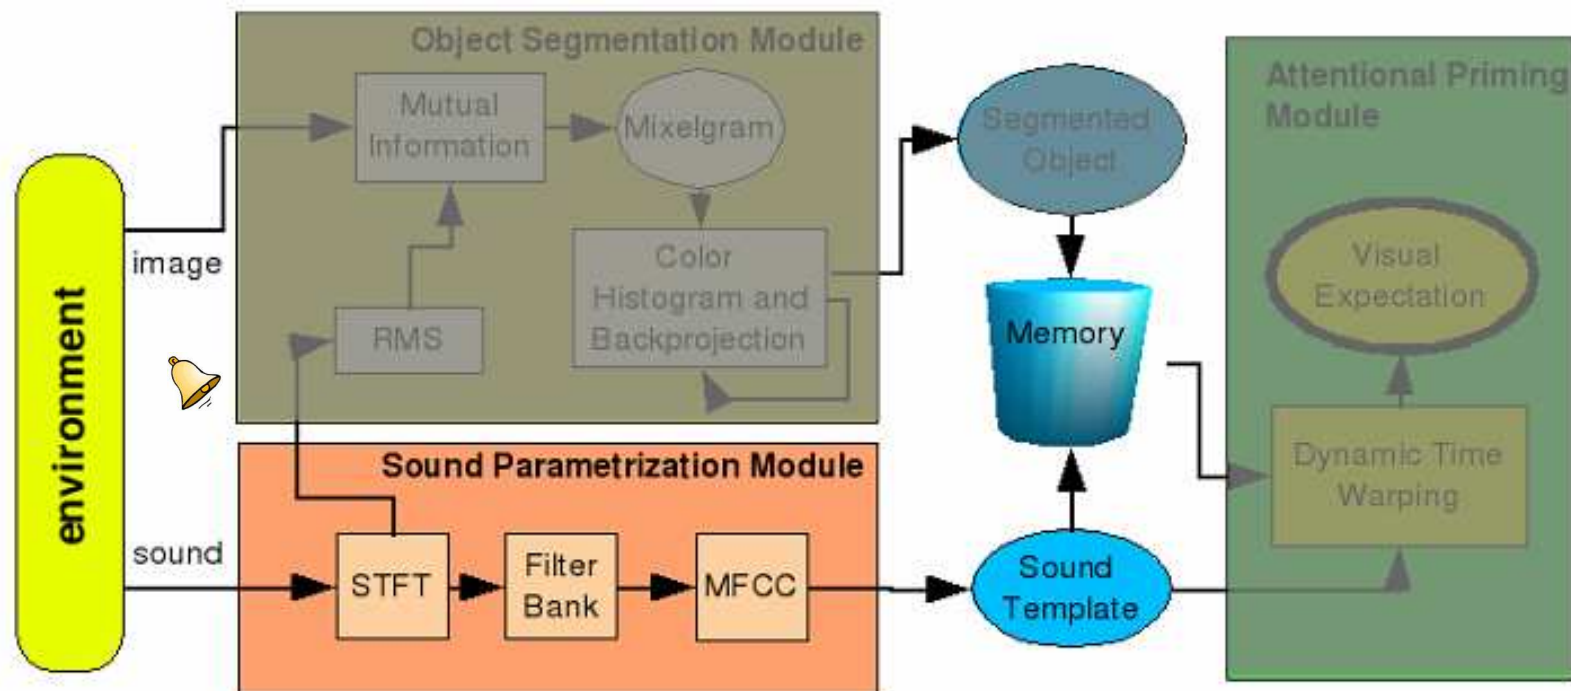 Object Segmentation Module
Mutual
Information
Mixelgram
Color
Histogram and
Backprojection
RMS
environment
image
sound
Sound Parametrization Module
STFT
Filter
Bank
MFCC
Segmented
Object
Memory
Sound
Template
Attentional Priming
Module
Visual
Expectation
Dynamic Time
Warping